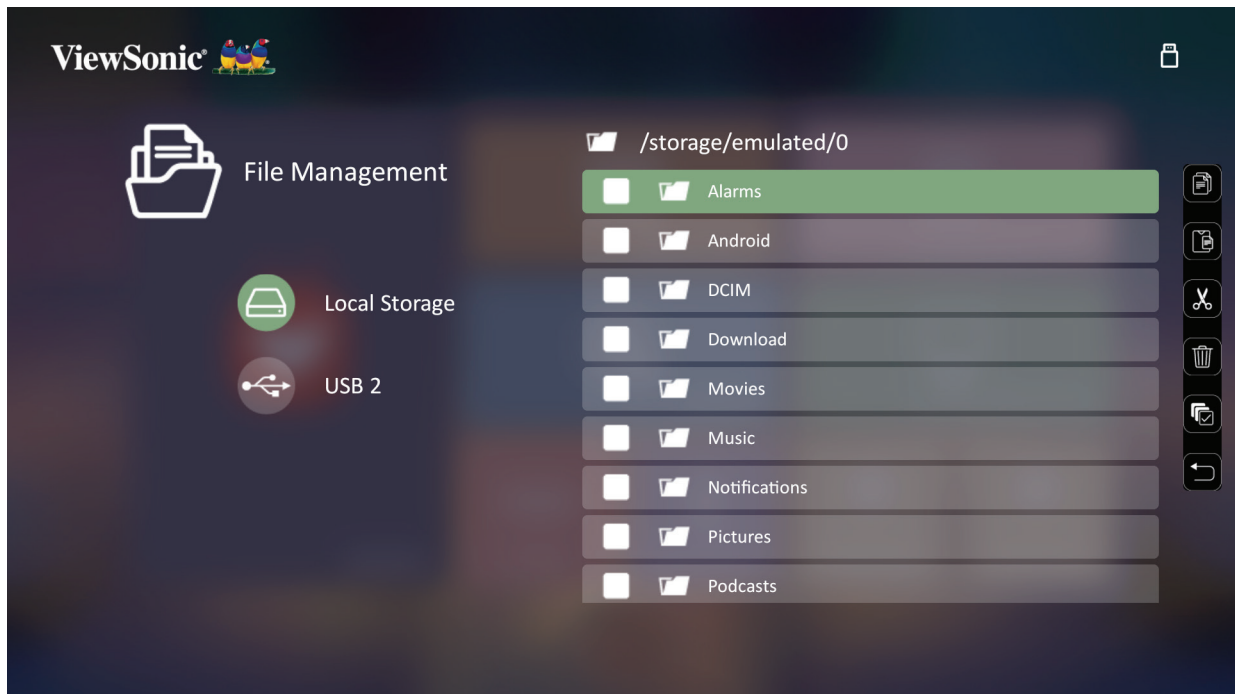 ViewSonic®
File Management
Local Storage
USB 2
/storage/emulated/0
Alarms
Android
DCIM
Download
Movies
Music
Notifications
Pictures
Podcasts